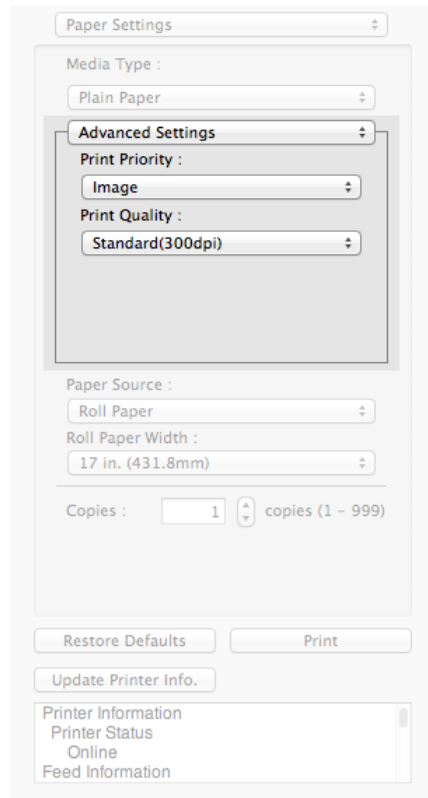 Paper Settings
Media Type :
Plain Paper
Advanced Settings
Print Priority :
Image
Print Quality :
Standard(300dpi)
Paper Source :
Roll Paper
Roll Paper Width :
17 in. (431.8mm)
Copies : 1 copies (1 – 999)
Restore Defaults Print
Update Printer Info.
Printer Information
Printer Status
Online
Feed Information